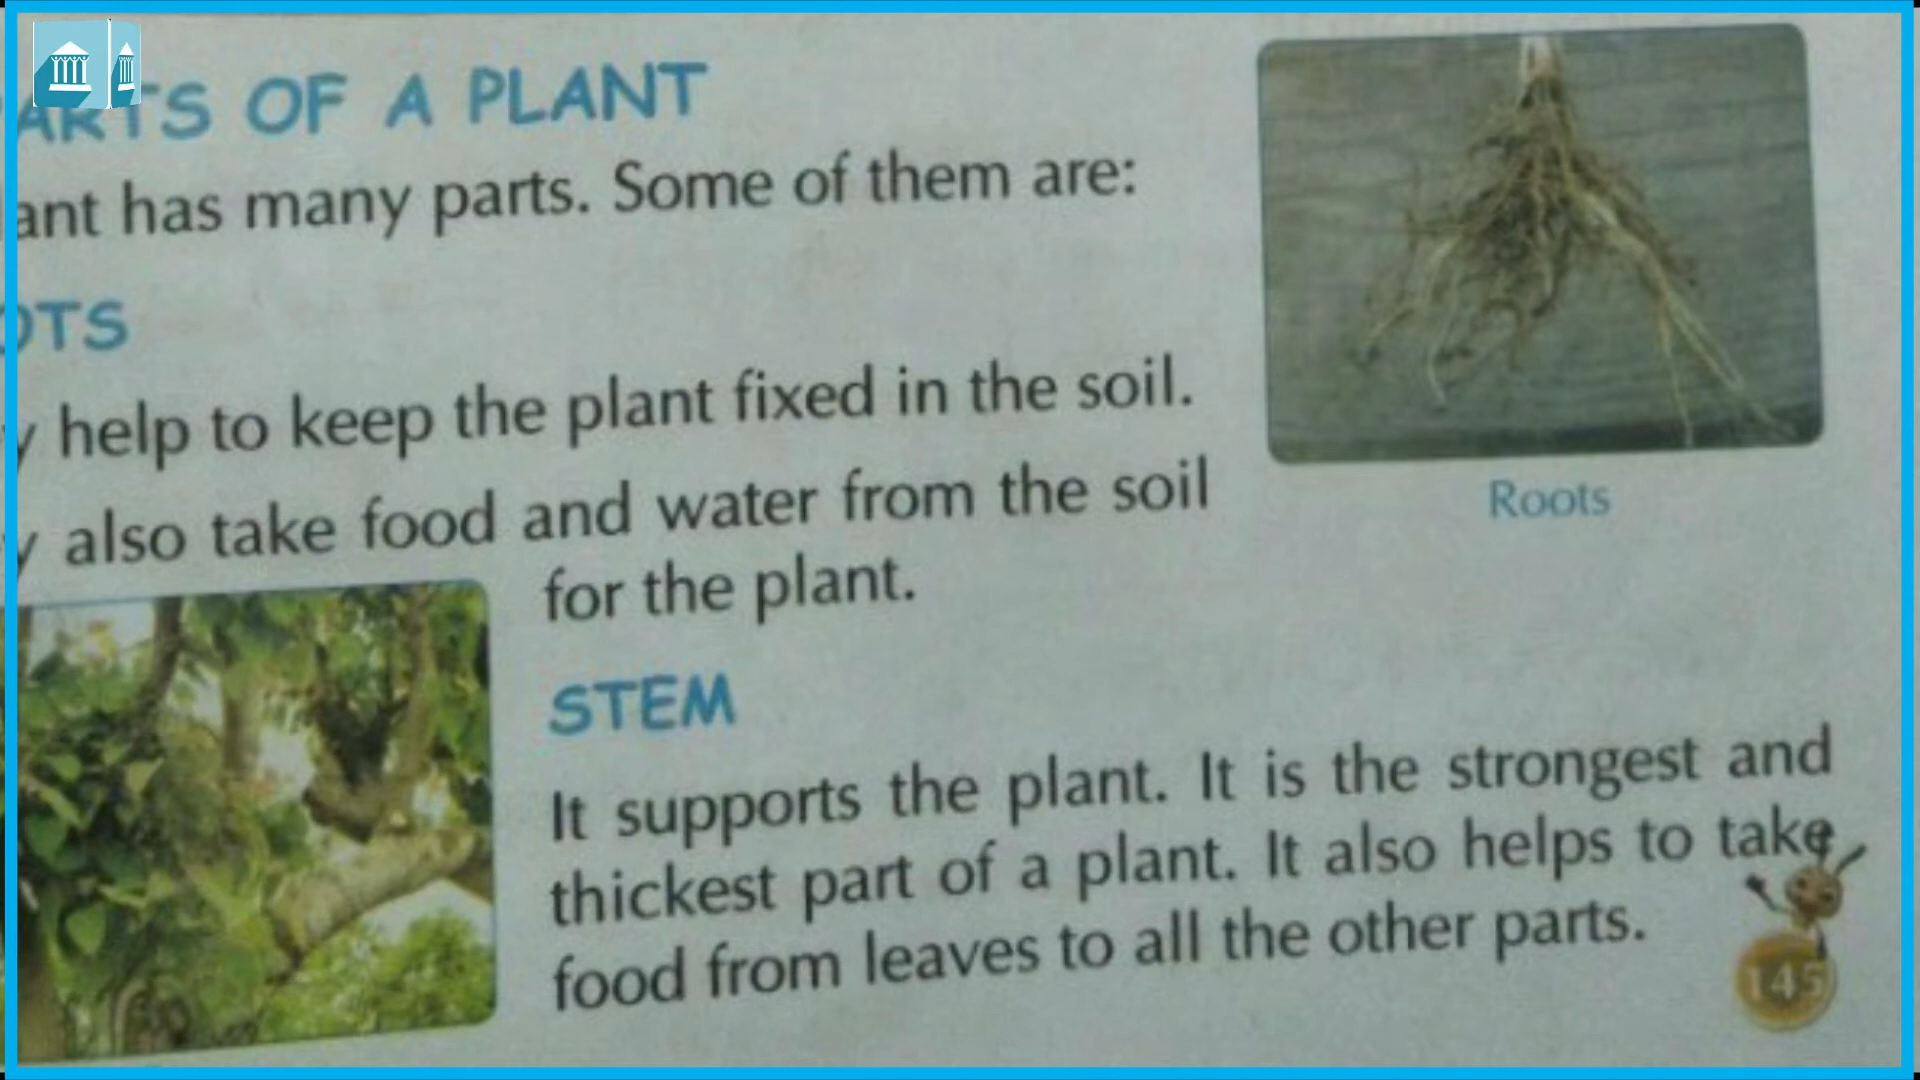 ARTS OF A PLANT
ant has many parts. Some of them are:
OTS
y help to keep the plant fixed in the soil.
y also take food and water from the soil
for the plant.
Roots
STEM
It supports the plant. It is the strongest and
thickest part of a plant. It also helps to take
food from leaves to all the other parts.
145